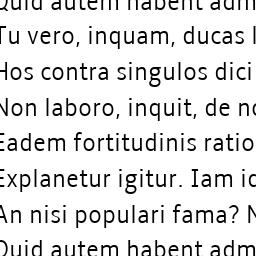 Quid autem habent adm
Tu vero, inquam, ducas l
Hos contra singulos dici
Non laboro, inquit, de no
Eadem fortitudinis ratio
Explanetur igitur. Iam id
An nisi populari fama? N
Quid autem habent adm